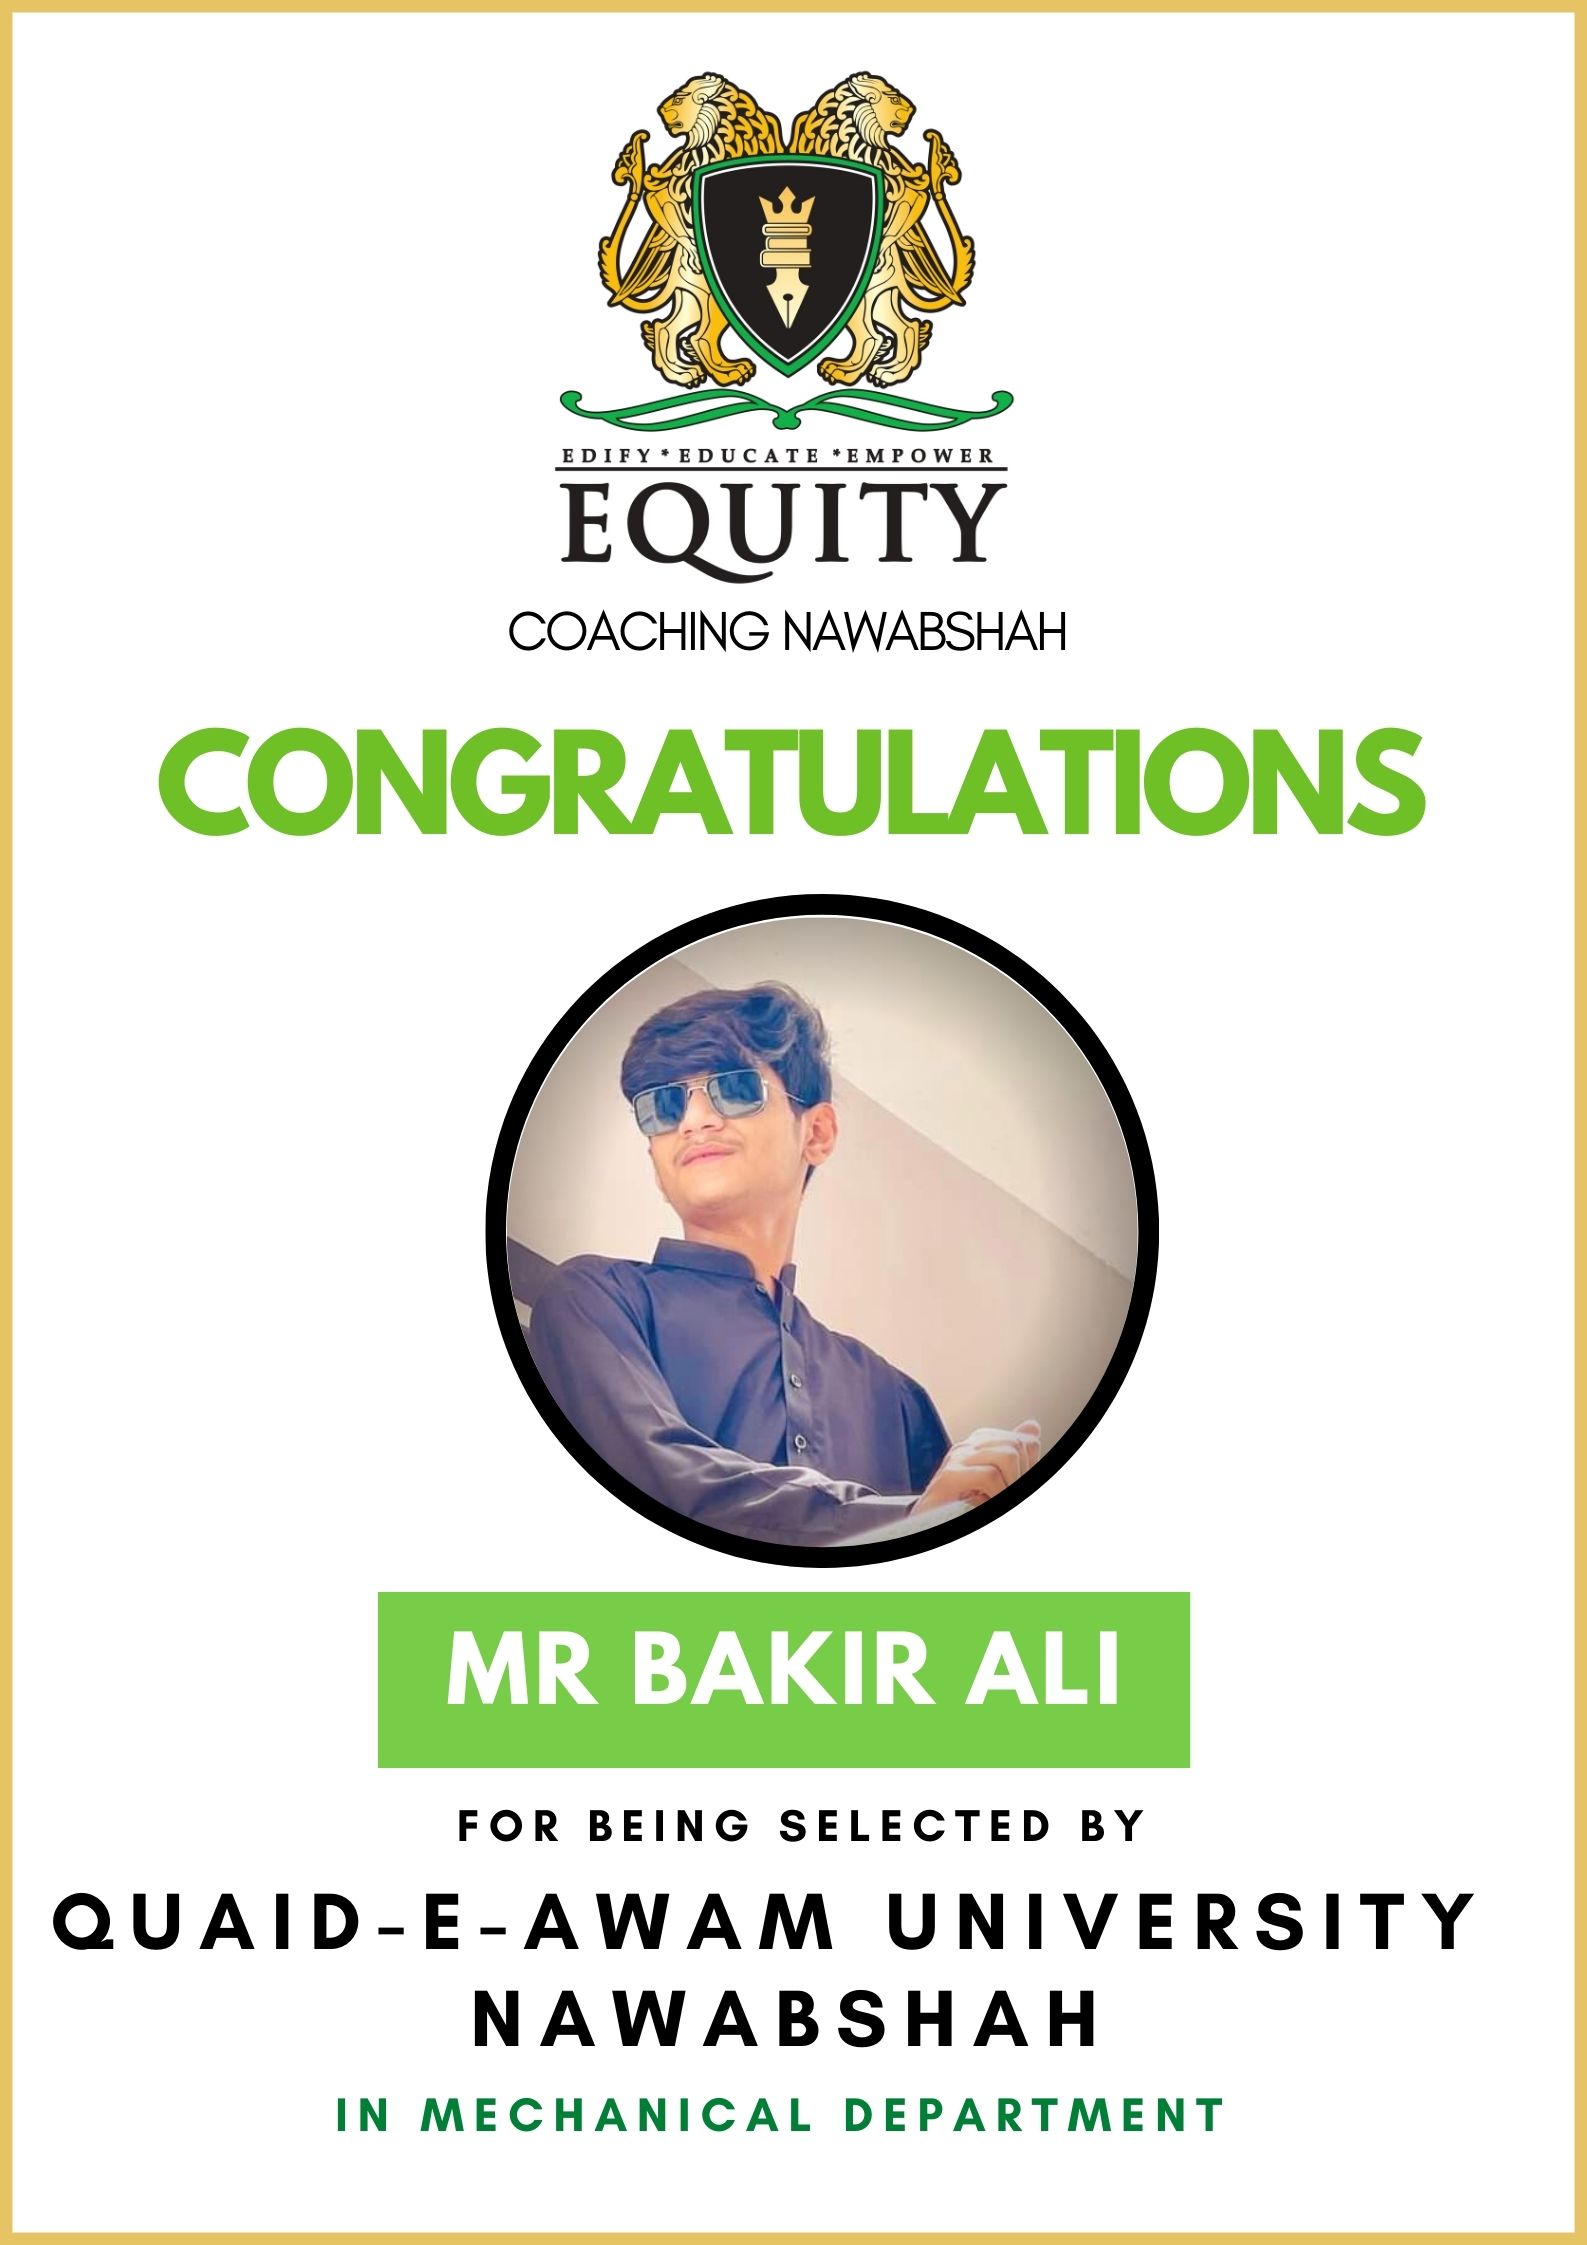 EDIFY * EDUCATE * EMPOWER
EQUITY
COACHING NAWABSHAH
CONGRATULATIONS
MR BAKIR ALI
FOR BEING SELECTED BY
QUAID-E-AWAM UNIVERSITY
NAWABSHAH
IN MECHANICAL DEPARTMENT